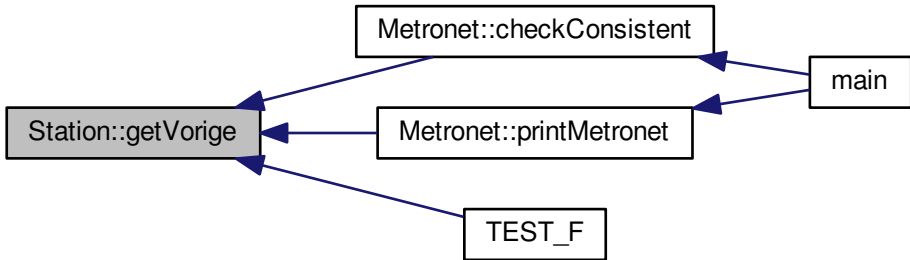 Metronet::checkConsistent
main
Station::getVorige
Metronet::printMetronet
TEST_F